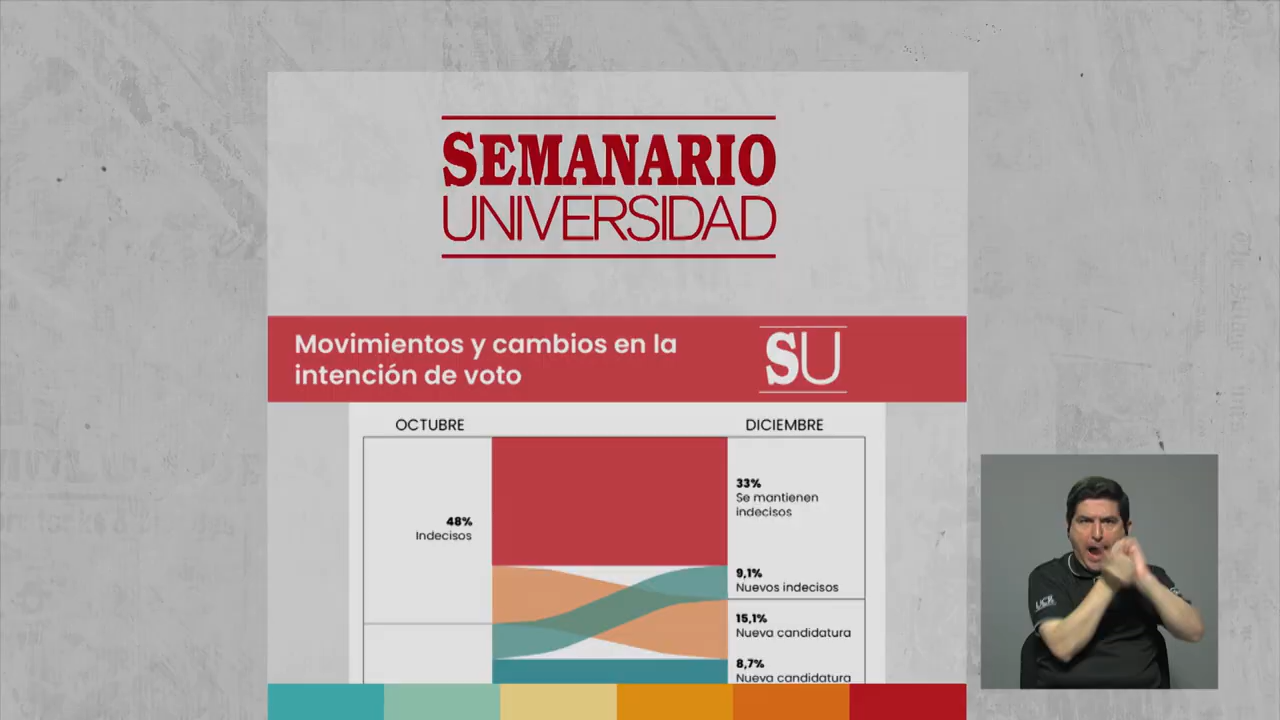 SEMANARIO
UNIVERSIDAD
Movimientos y cambios en la
intención de voto
SU
OCTUBRE
DICIEMBRE
48%
Indecisos
33%
Se mantienen
indecisos
9,1%
Nuevos indecisos
15,1%
Nueva candidatura
8,7%
Nueva candidatura
UCR